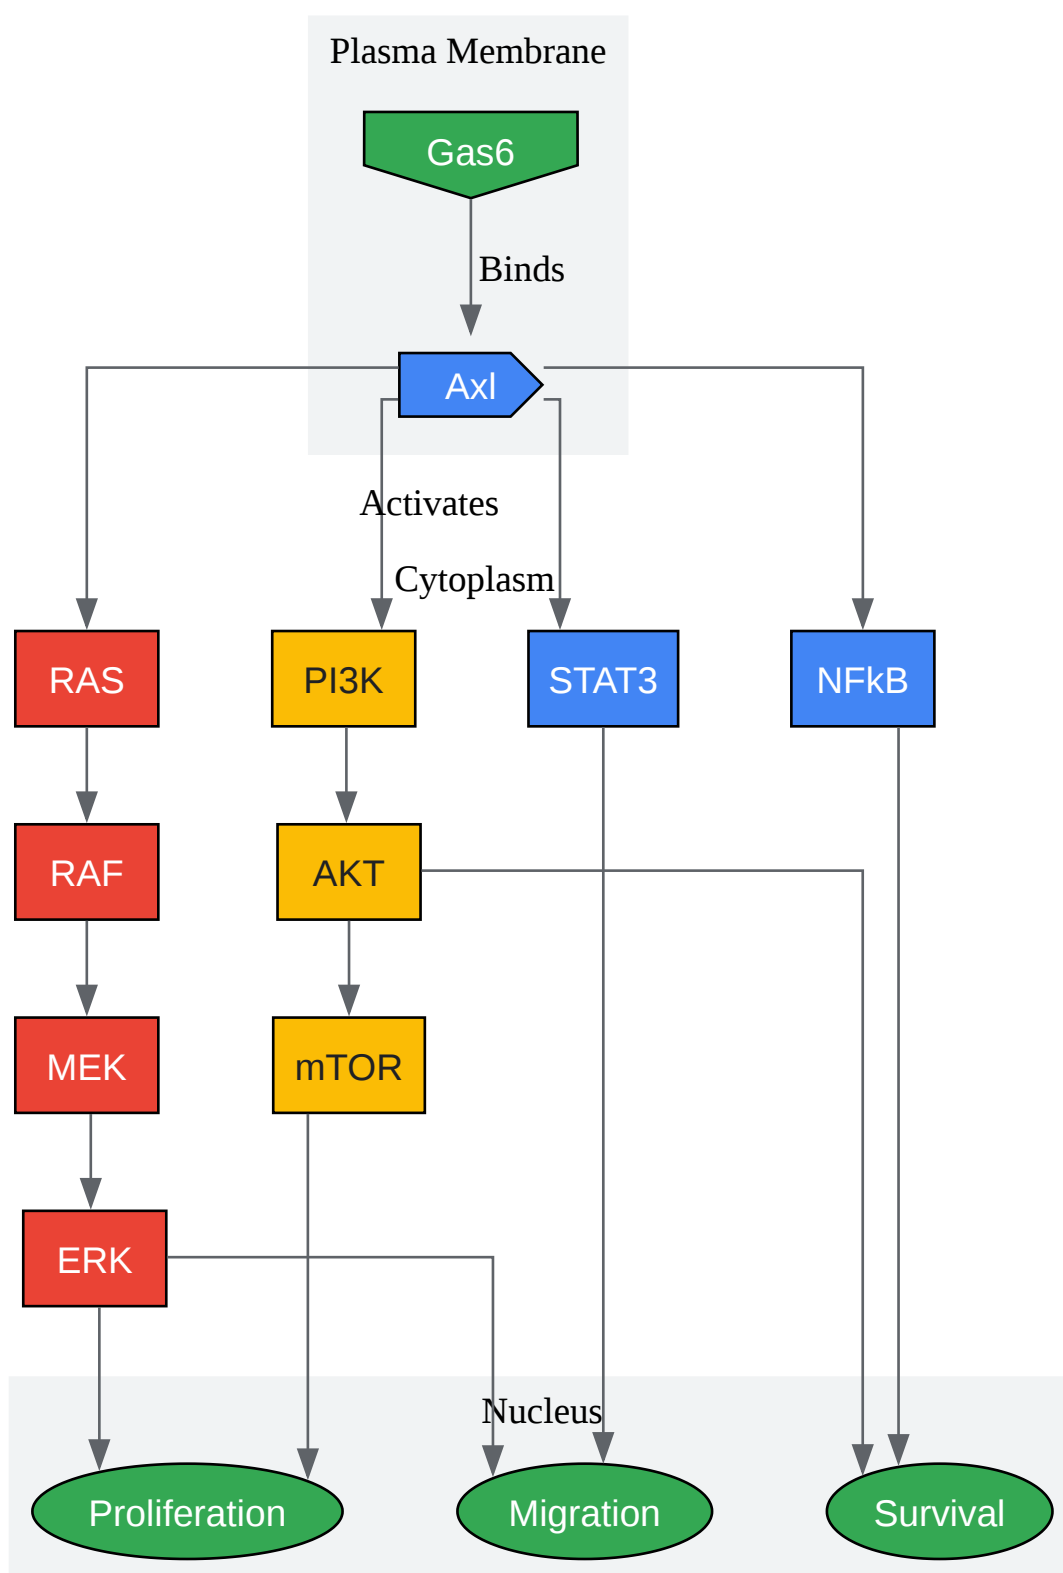 Plasma Membrane
Gas6
Binds
Axl
Activates
Cytoplasm
RAS
PI3K
STAT3
NFkB
RAF
AKT
MEK
mTOR
ERK
Nucleus
Proliferation
Migration
Survival